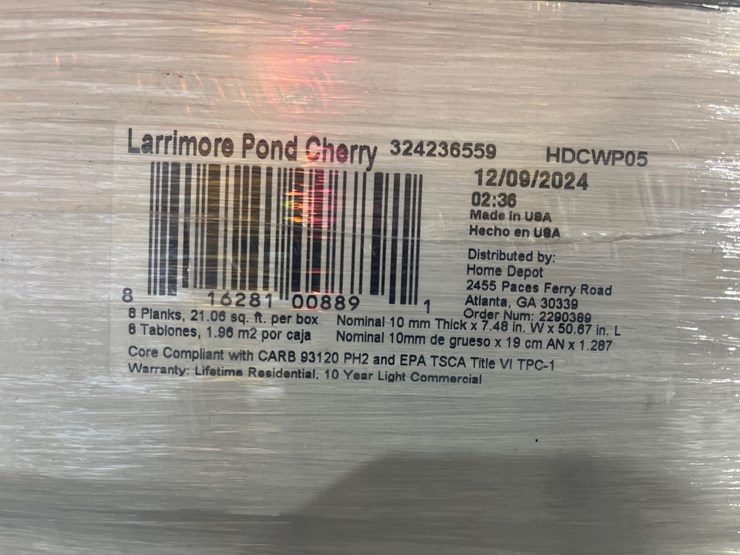 Larrimore Pond Cherry 324236559 HDCWP05
12/09/2024
02:36
Made in USA
Hecho en USA
Distributed by:
Home Depot
2455 Paces Ferry Road
Atlanta, GA 30339
Order Num: 2290389
8 16281 00889 1
8 Planks, 21.06 sq. ft. per box Nominal 10 mm Thick x 7.48 in. W x 50.67 in. L
8 Tablones, 1.96 m2 por caja Nominal 10mm de grueso x 19 cm AN x 1.287
Core Compliant with CARB 93120 PH2 and EPA TSCA Title VI TPC-1
Warranty: Lifetime Residential, 10 Year Light Commercial